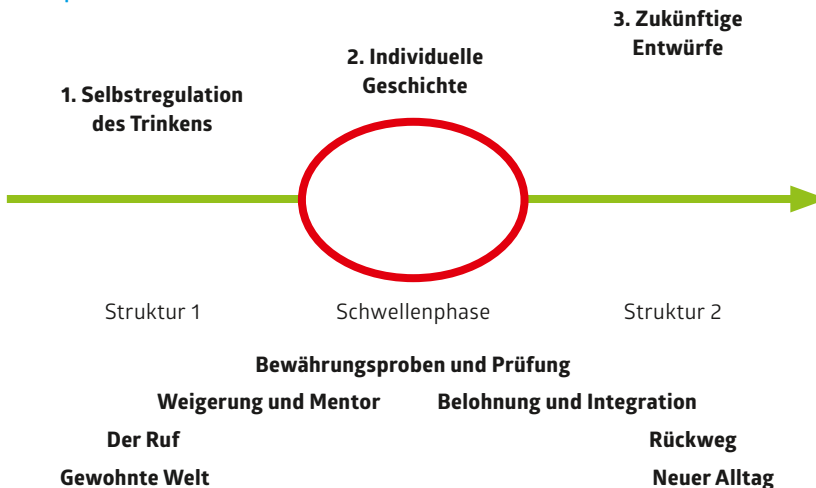 3. Zukünftige
Entwürfe
2. Individuelle
Geschichte
1. Selbstregulation
des Trinkens
Struktur 1
Schwellenphase
Struktur 2
Bewährungsproben und Prüfung
Weigerung und Mentor
Belohnung und Integration
Der Ruf
Rückweg
Gewohnte Welt
Neuer Alltag